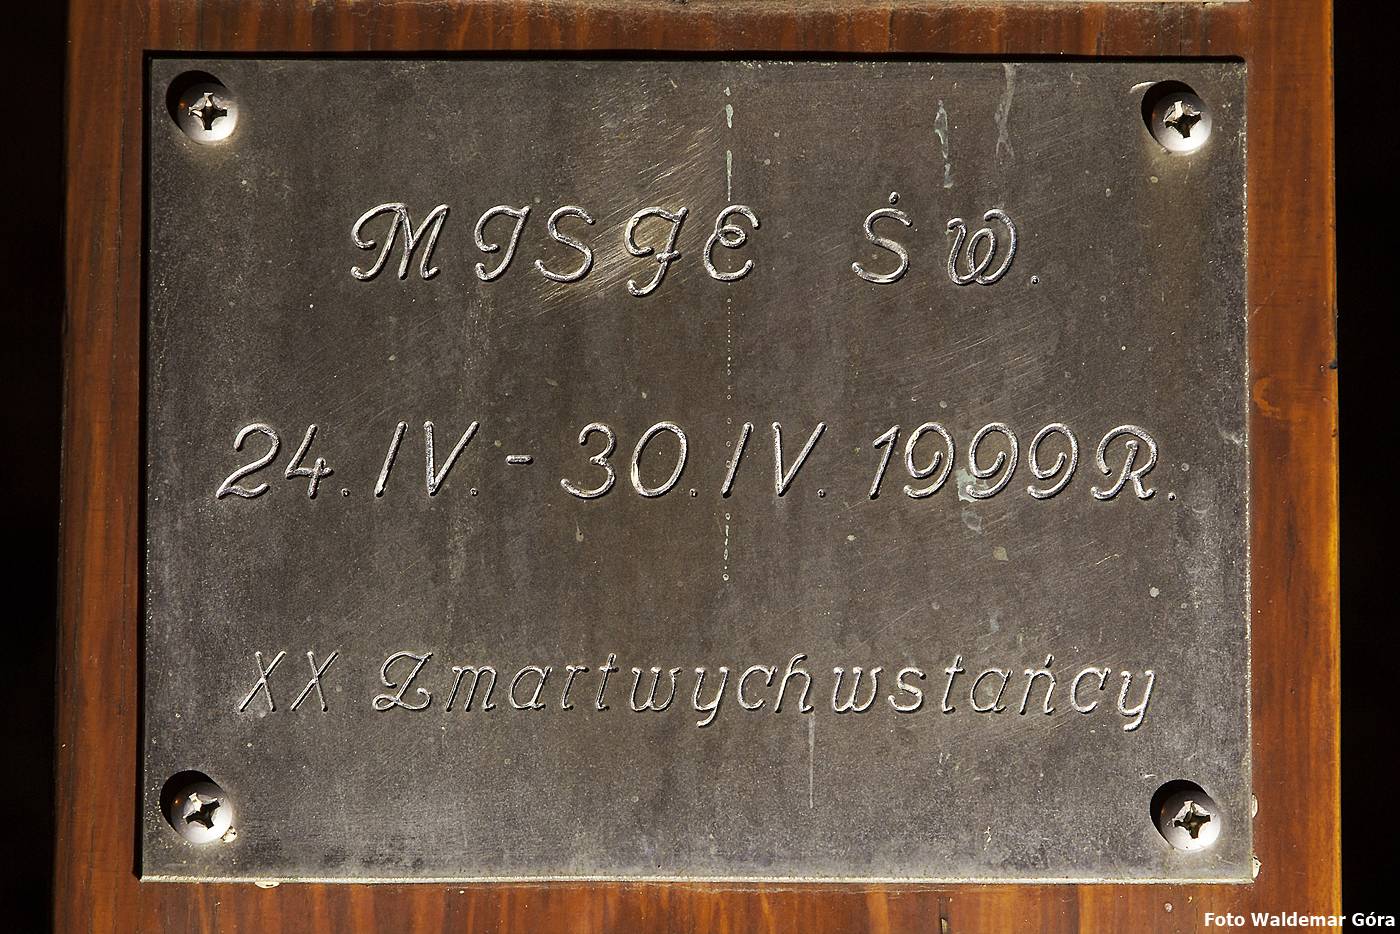 MISJE ŚW.
24. IV. - 30. IV. 1999R.
XX Zmartwychwstańcy
Foto Waldemar Góra